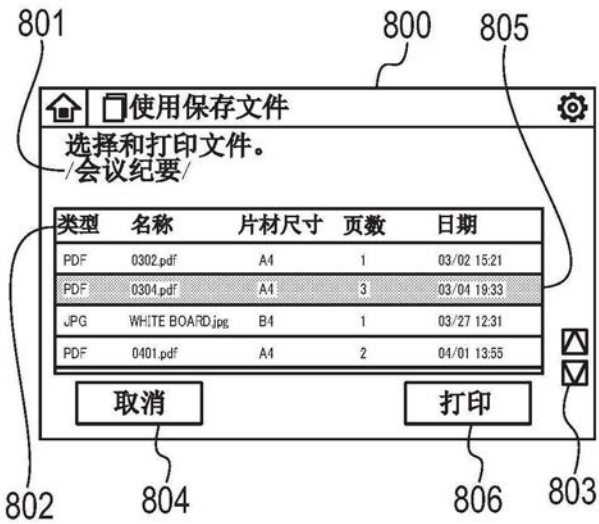 801
800
805
使用保存文件
选择和打印文件。
/会议纪要/
类型 名称 片材尺寸 页数 日期
PDF 0302.pdf A4 1 03/02 15:21
PDF 0304.pdf A4 3 03/04 19:33
JPG WHITE BOARD.jpg B4 1 03/27 12:31
PDF 0401.pdf A4 2 04/01 13:55
取消 打印
802
804
806
803